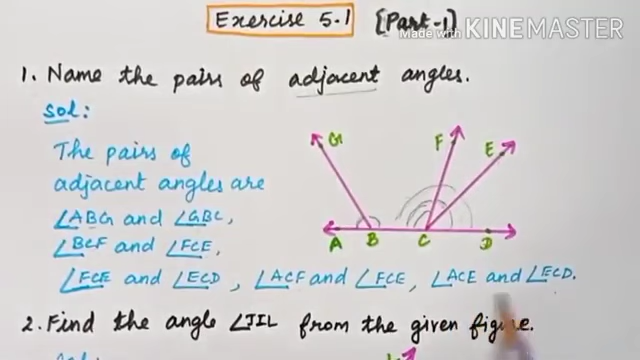 Exercise 5.1 [Part-1]
Made with KINEMASTER
1. Name the pairs of adjacent angles.
Sol:
The pairs of
adjacent angles are
∠ABG and ∠GBC,
∠BCF and ∠FCE,
∠FCE and ∠ECD, ∠ACF and ∠FCE, ∠ACE and ∠ECD.
G F E
A B C D
2. Find the angle ∠JIL from the given figure.